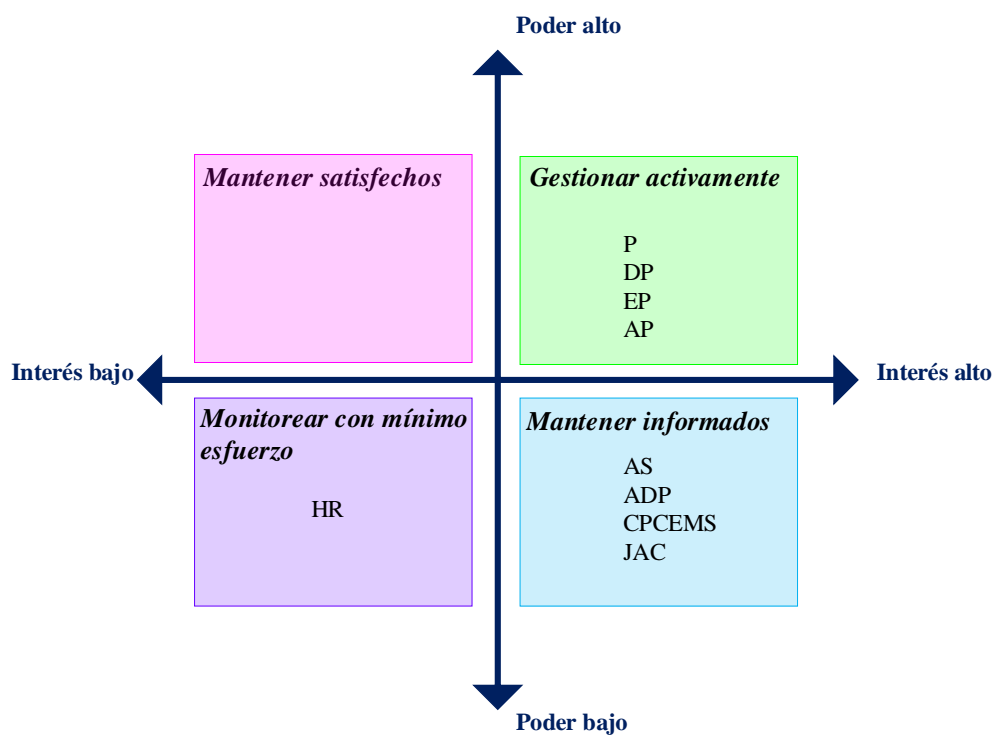 Poder alto
Mantener satisfechos
Gestionar activamente
P
DP
EP
AP
Interés bajo
Interés alto
Monitorear con mínimo
esfuerzo
HR
Mantener informados
AS
ADP
CPCEMS
JAC
Poder bajo